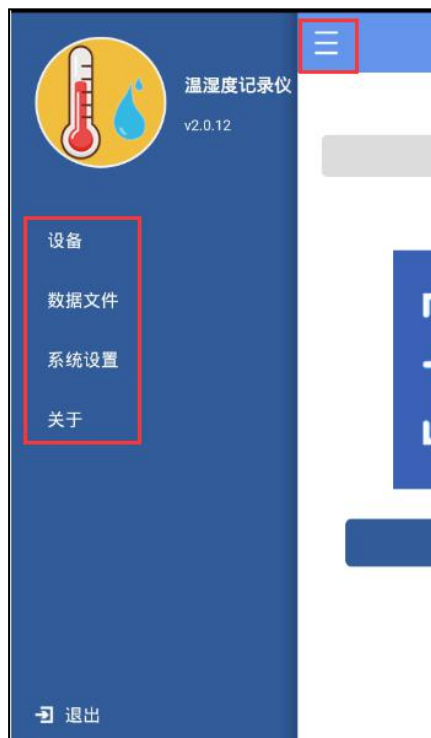 温湿度记录仪
v2.0.12
设备
数据文件
系统设置
关于
退出